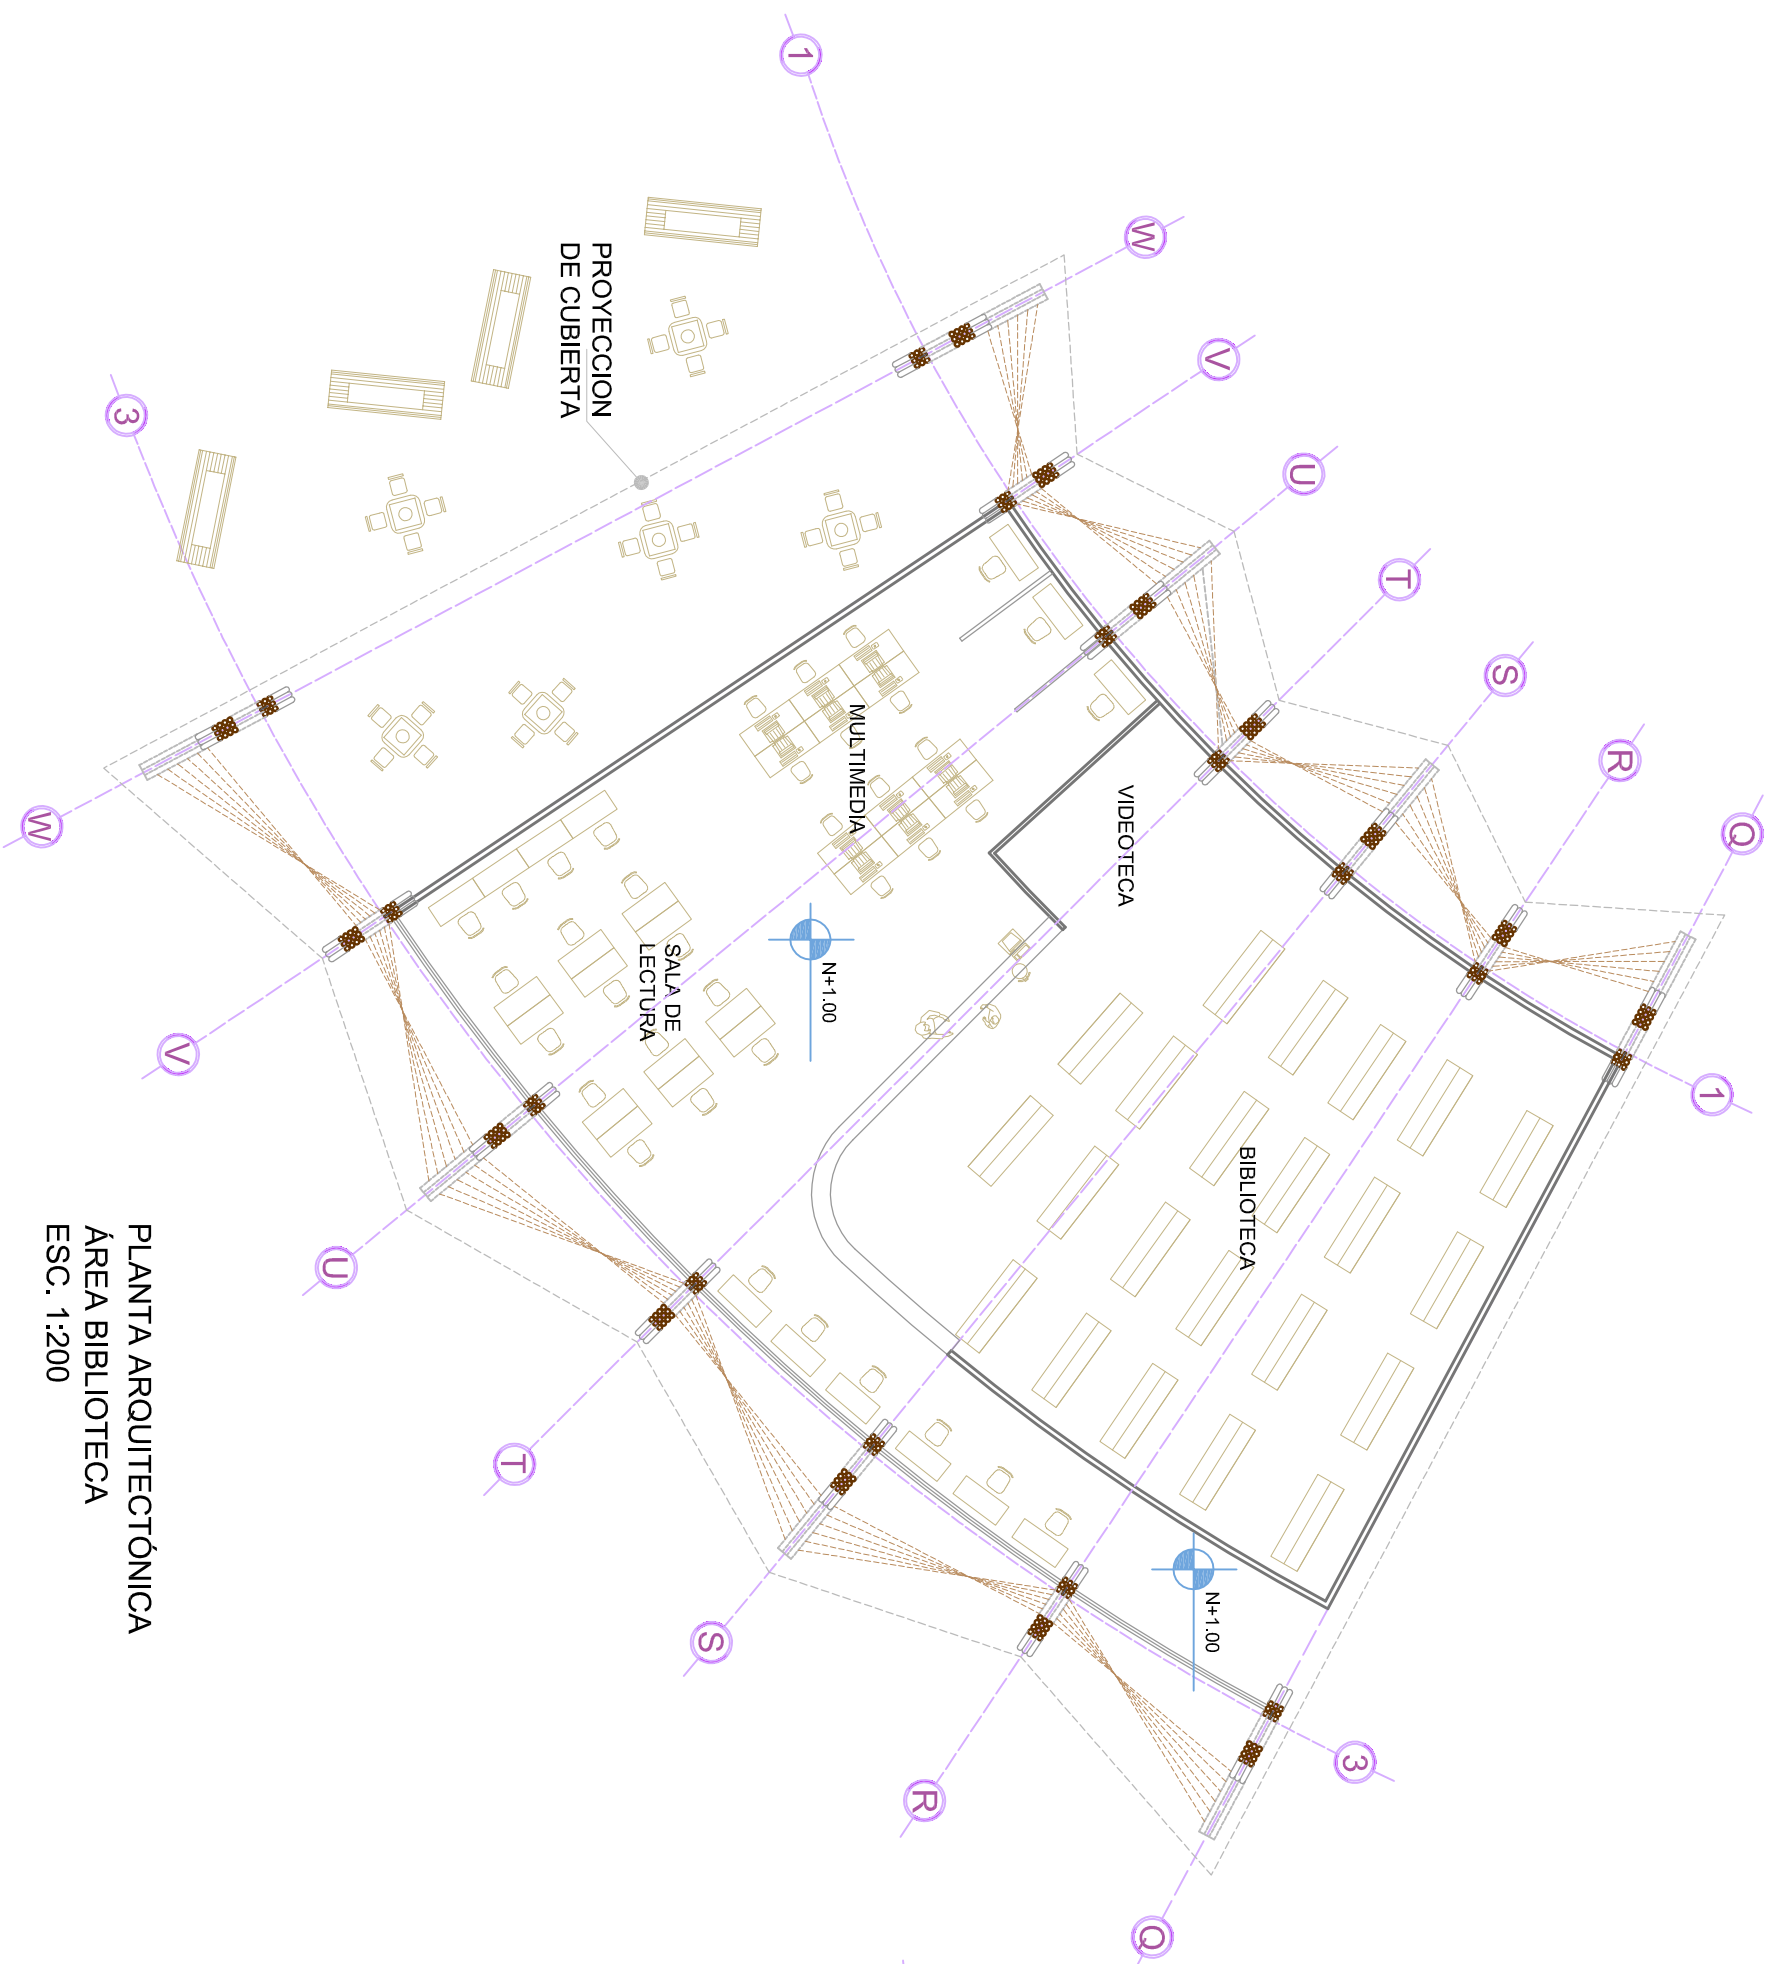 PLANTA ARQUITECTÓNICA
ÁREA BIBLIOTECA
ESC. 1:200
PROYECCION
DE CUBIERTA
MULTIMEDIA
VIDEOTECA
SALA DE
LECTURA
BIBLIOTECA
N+1.00
N+1.00
1
W
V
U
T
S
R
Q
1
3
W
V
U
T
S
R
Q
3